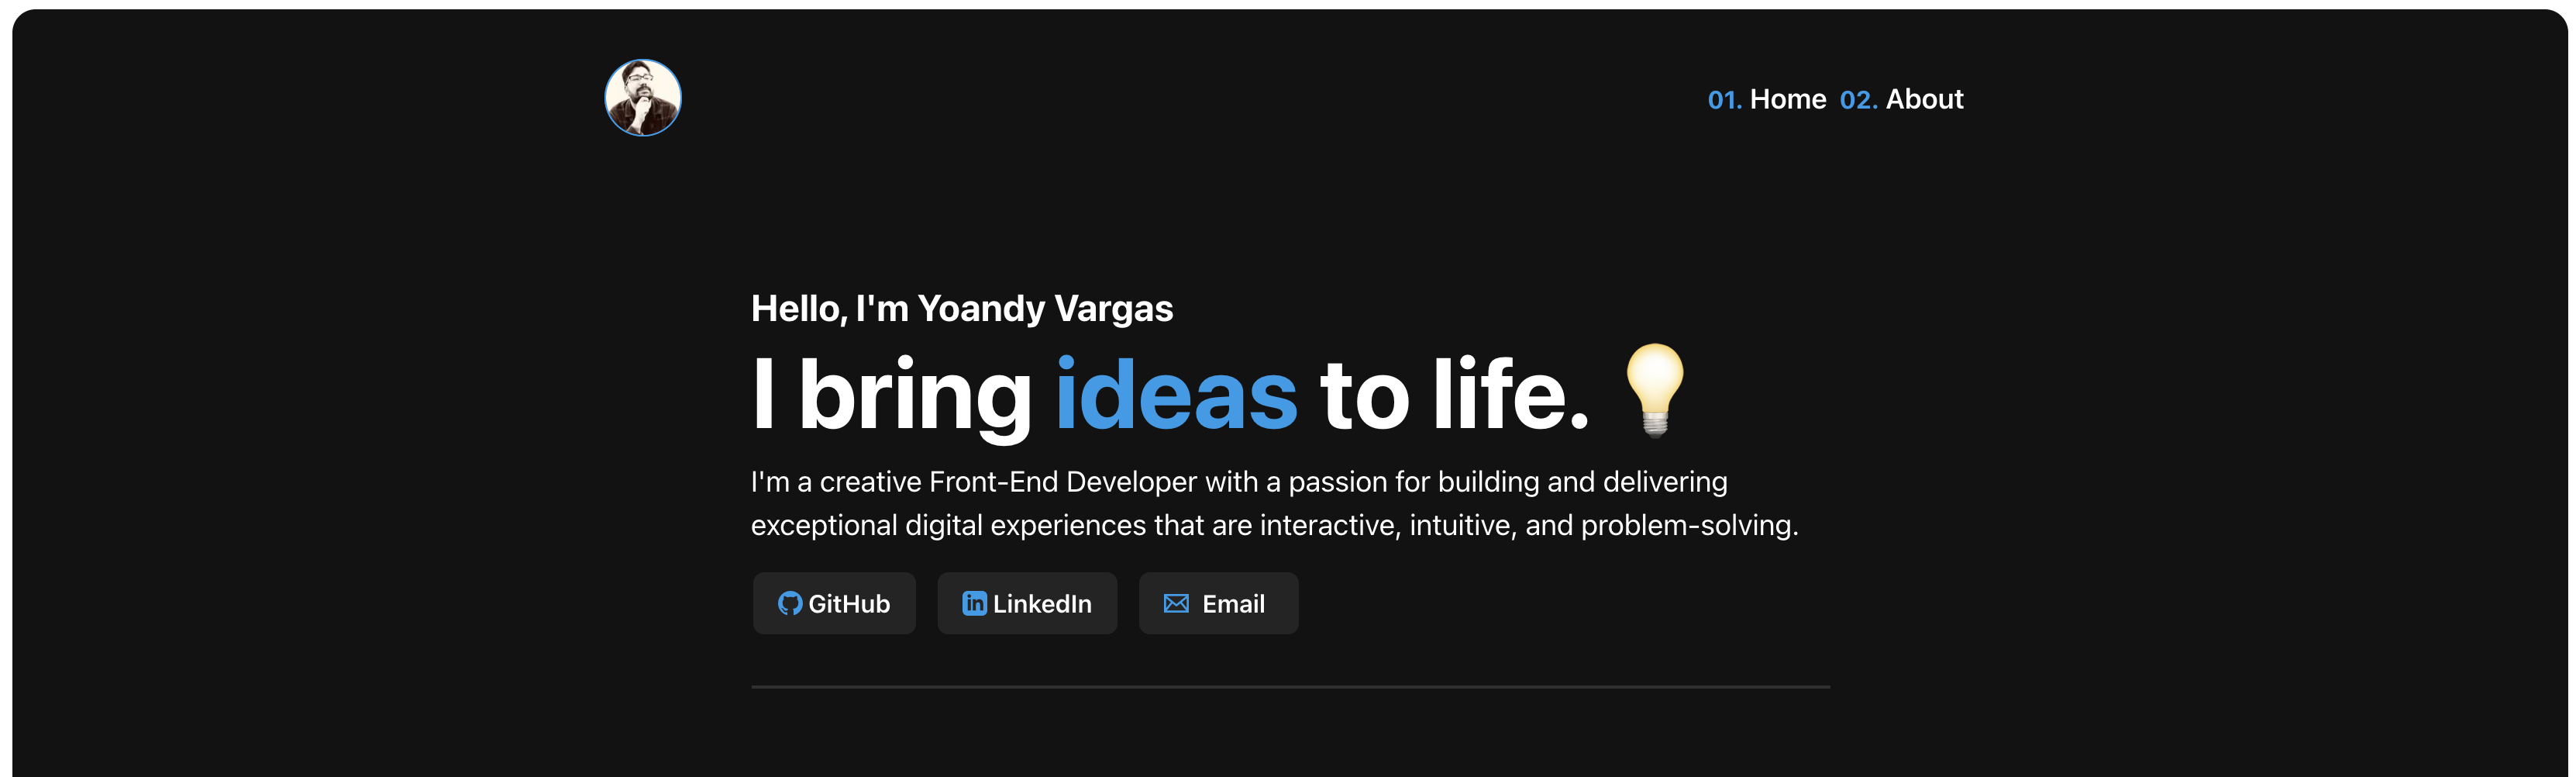 01. Home 02. About
Hello, I'm Yoandy Vargas
I bring ideas to life. 💡
I'm a creative Front-End Developer with a passion for building and delivering
exceptional digital experiences that are interactive, intuitive, and problem-solving.
GitHub LinkedIn Email